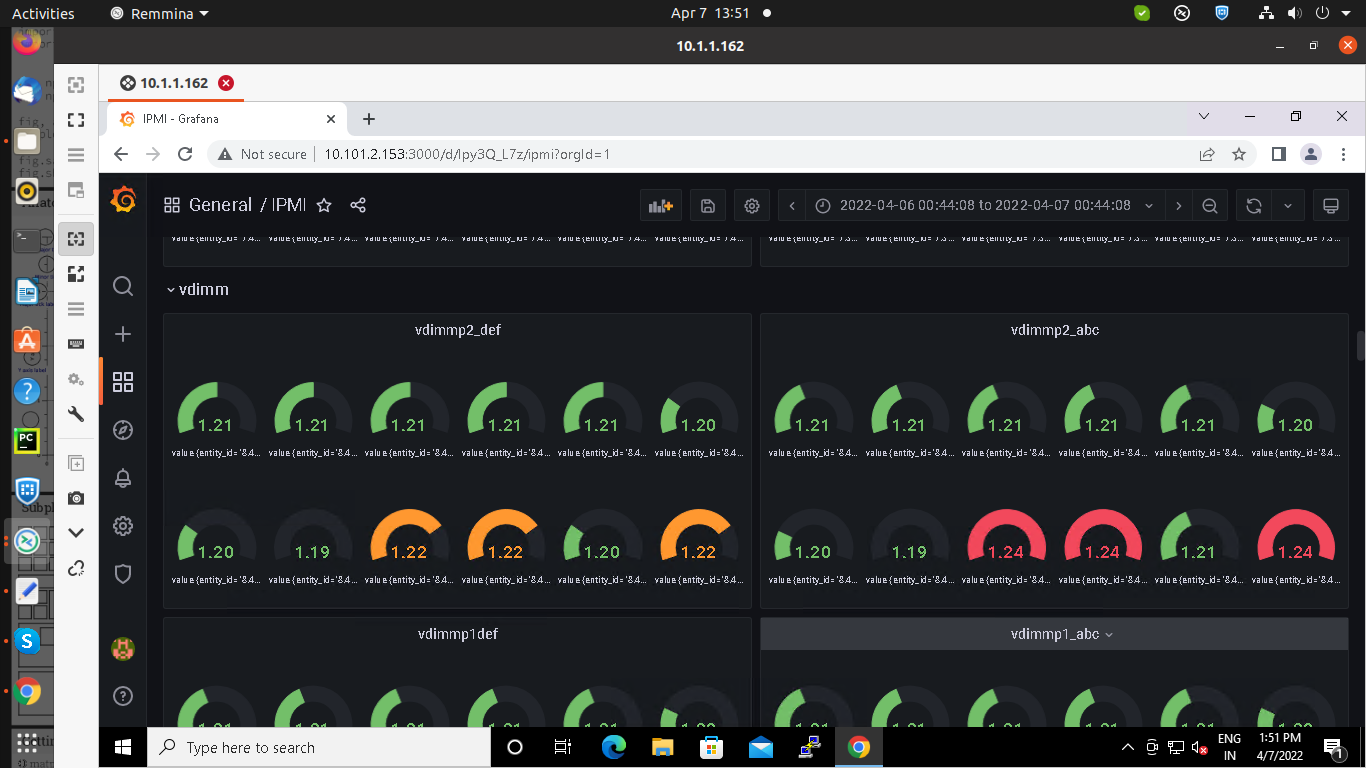 Activities Remmina Apr 7 13:51
10.1.1.162
10.1.1.162
IPMI - Grafana
Not secure 10.101.2.153:3000/d/lpy3Q_L7z/ipmi?orgId=1
General / IPMI 2022-04-06 00:44:08 to 2022-04-07 00:44:08
vdimm
vdimmp2_def vdimmp2_abc
1.21 1.21 1.21 1.21 1.21 1.20 1.21 1.21 1.21 1.21 1.21 1.20
value {entity_id='8.4... value {entity_id='8.4... value {entity_id='8.4... value {entity_id='8.4... value {entity_id='8.4... value {entity_id='8.4... value {entity_id='8.4... value {entity_id='8.4... value {entity_id='8.4... value {entity_id='8.4... value {entity_id='8.4... value {entity_id='8.4...
1.20 1.19 1.22 1.22 1.20 1.22 1.20 1.19 1.24 1.24 1.21 1.24
value {entity_id='8.4... value {entity_id='8.4... value {entity_id='8.4... value {entity_id='8.4... value {entity_id='8.4... value {entity_id='8.4... value {entity_id='8.4... value {entity_id='8.4... value {entity_id='8.4... value {entity_id='8.4... value {entity_id='8.4... value {entity_id='8.4...
vdimmp1def vdimmp1_abc
Type here to search
ENG 1:51 PM
IN 4/7/2022 1